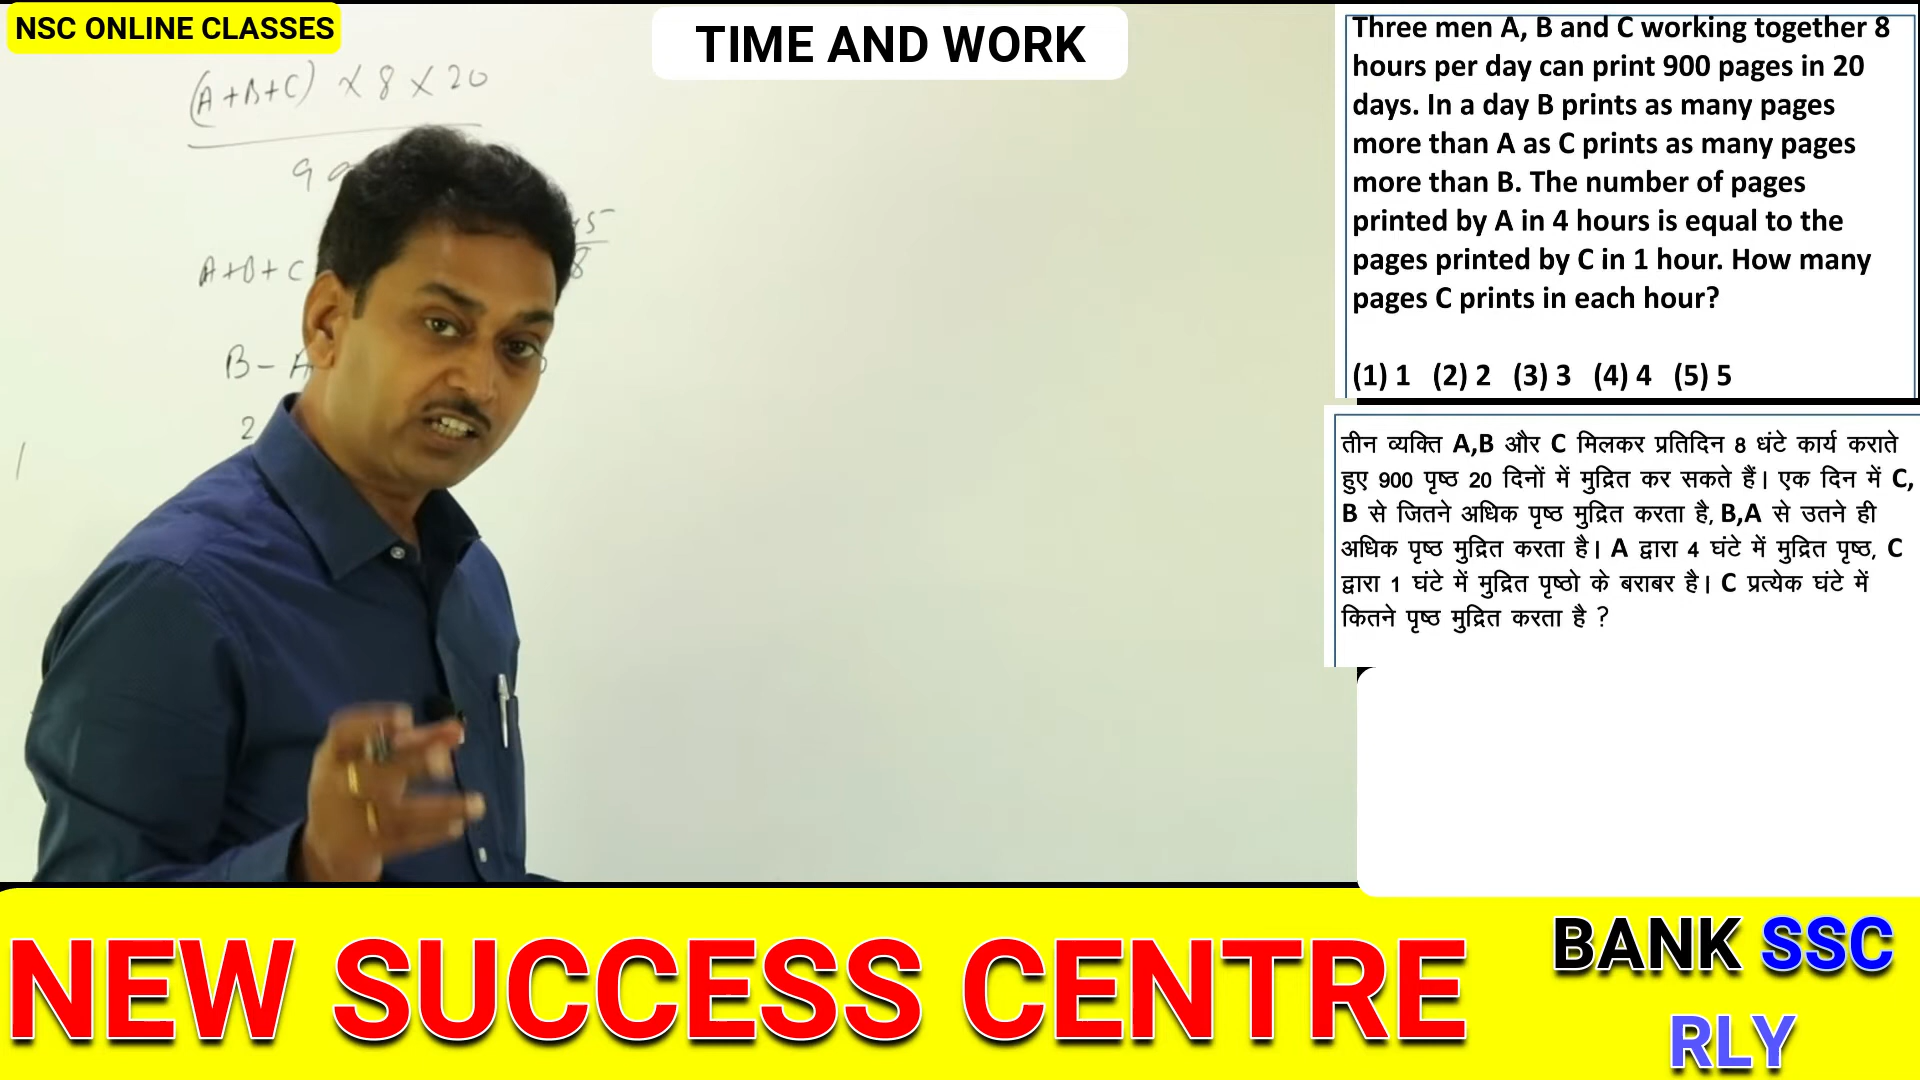 NSC ONLINE CLASSES
TIME AND WORK
(A+B+C) × 8 × 20
A+B+C
B - A
2
Three men A, B and C working together 8
hours per day can print 900 pages in 20
days. In a day B prints as many pages
more than A as C prints as many pages
more than B. The number of pages
printed by A in 4 hours is equal to the
pages printed by C in 1 hour. How many
pages C prints in each hour?
(1) 1 (2) 2 (3) 3 (4) 4 (5) 5
तीन व्यक्ति A,B और C मिलकर प्रतिदिन 8 धंटे कार्य कराते
हुए 900 पृष्ठ 20 दिनों में मुद्रित कर सकते हैं। एक दिन में C,
B से जितने अधिक पृष्ठ मुद्रित करता है, B,A से उतने ही
अधिक पृष्ठ मुद्रित करता है। A द्वारा 4 घंटे में मुद्रित पृष्ठ, C
द्वारा 1 घंटे में मुद्रित पृष्ठो के बराबर है। C प्रत्येक घंटे में
कितने पृष्ठ मुद्रित करता है ?
NEW SUCCESS CENTRE
BANK SSC
RLY